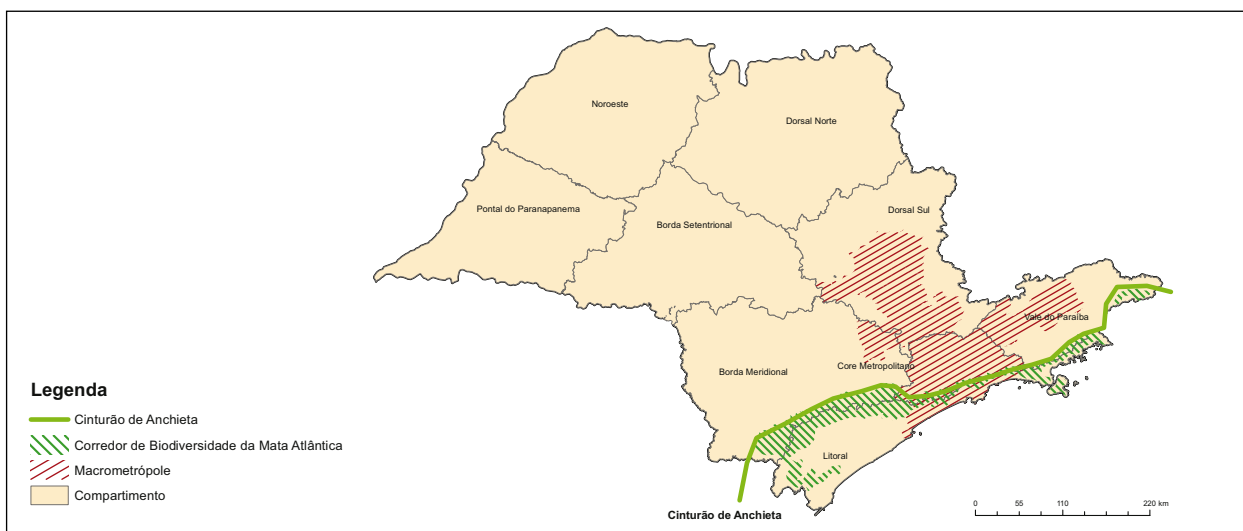 Noroeste
Dorsal Norte
Pontal do Paranapanema
Borda Setentrional
Dorsal Sul
Vale do Paraíba
Borda Meridional
Core Metropolitano
Litoral
Cinturão de Anchieta
Legenda
Cinturão de Anchieta
Corredor de Biodiversidade da Mata Atlântica
Macrometrópole
Compartimento
0 55 110 220 km